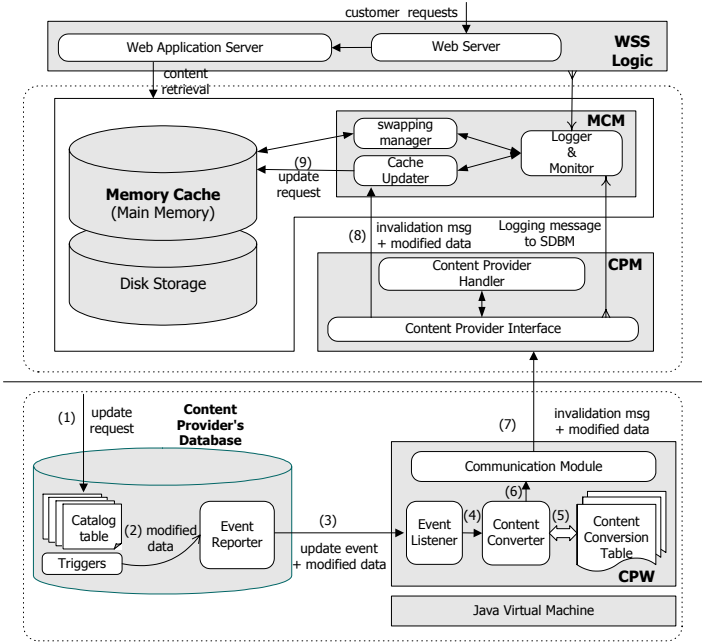 customer requests
Web Application Server
Web Server
WSS
Logic
content
retrieval
MCM
swapping
manager
Logger
&
Monitor
(9)
update
request
Cache
Updater
Memory Cache
(Main Memory)
(8)
invalidation msg
+ modified data
Logging message
to SDBM
Disk Storage
CPM
Content Provider
Handler
Content Provider Interface
(1)
update
request
Content
Provider's
Database
(7)
invalidation msg
+ modified data
Communication Module
Catalog
table
(2) modified
data
Triggers
Event
Reporter
(3)
update event
+ modified data
Event
Listener
(4)
(6)
Content
Converter
(5)
Content
Conversion
Table
CPW
Java Virtual Machine